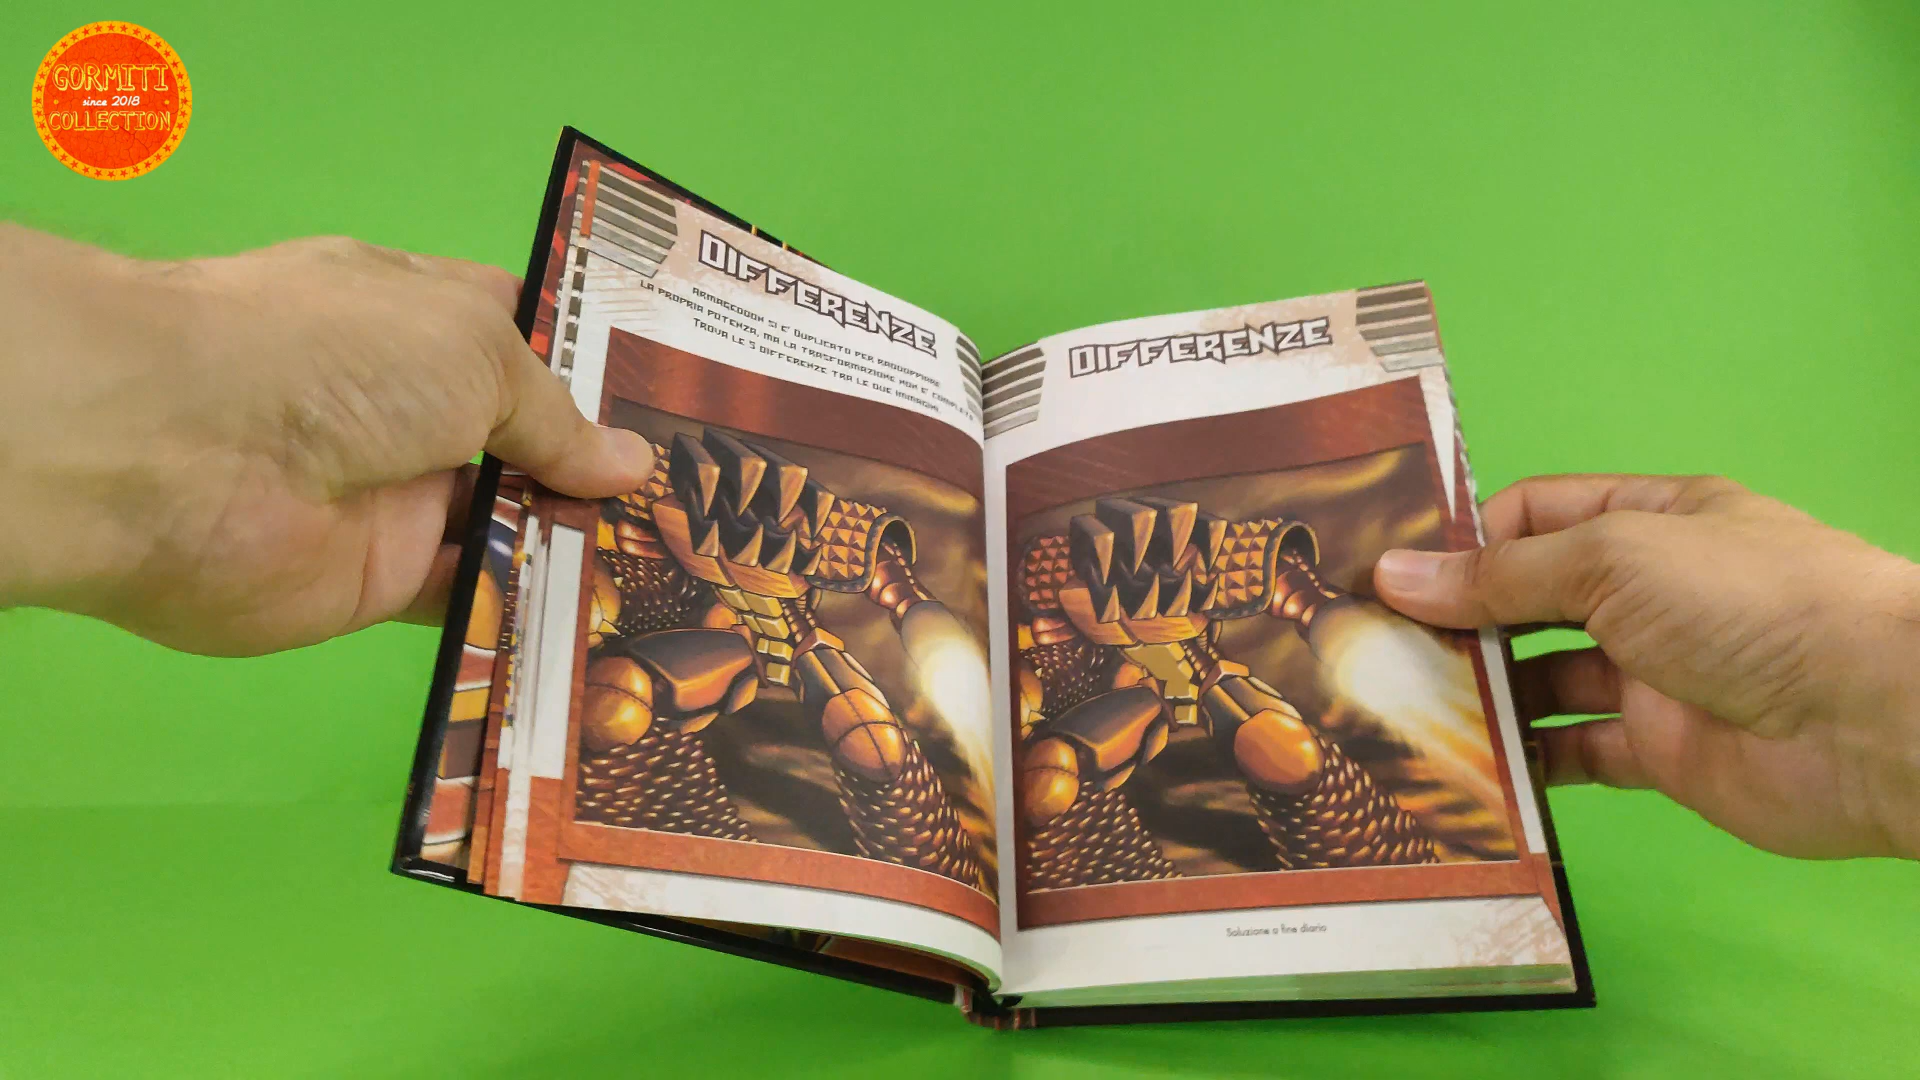 GORMITI
since 2018
COLLECTION
DIFFERENZE
ARMAGEDDON SI E' DUPLICATO PER RADDOPPIARE
LA PROPRIA POTENZA, MA LA TRASFORMAZIONE NON E' COMPLETA.
TROVA LE 5 DIFFERENZE TRA LE DUE IMMAGINI.
DIFFERENZE
Soluzione a fine diario